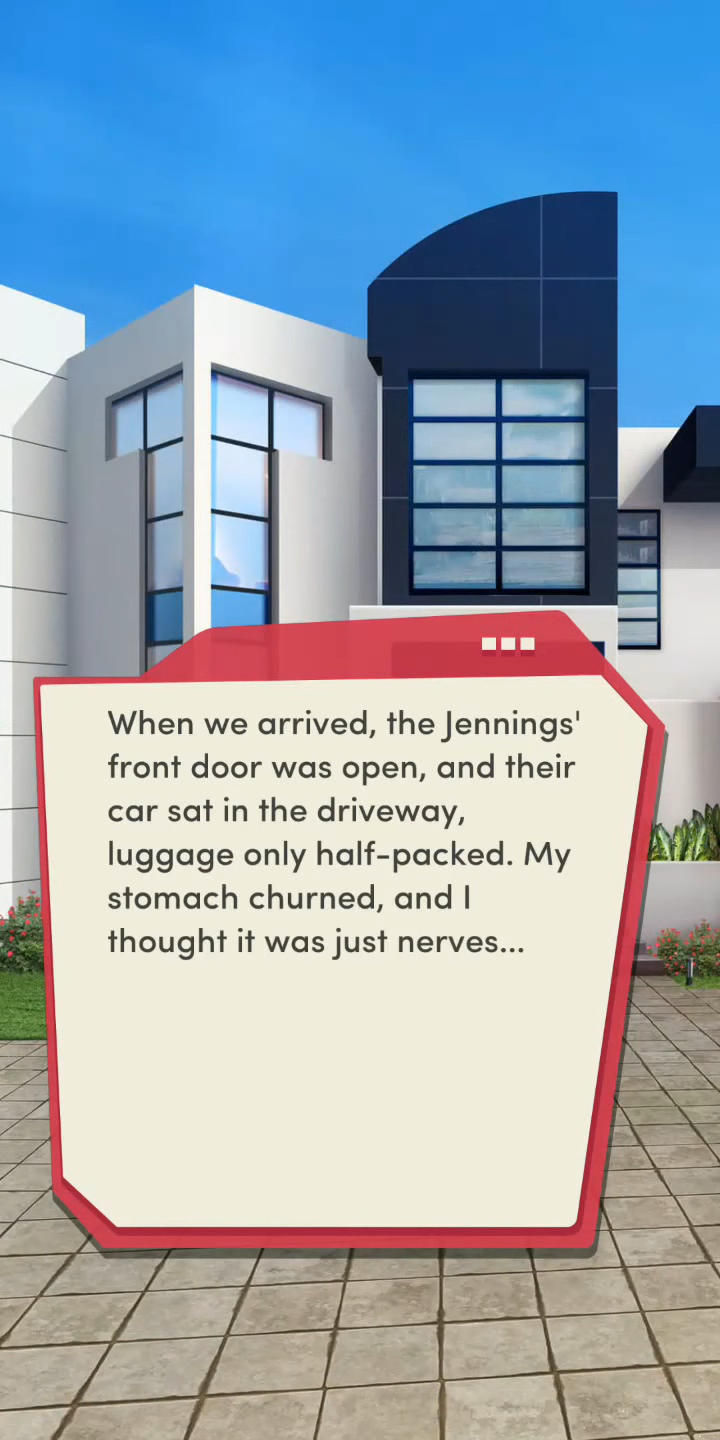 When we arrived, the Jennings'
front door was open, and their
car sat in the driveway,
luggage only half-packed. My
stomach churned, and I
thought it was just nerves...